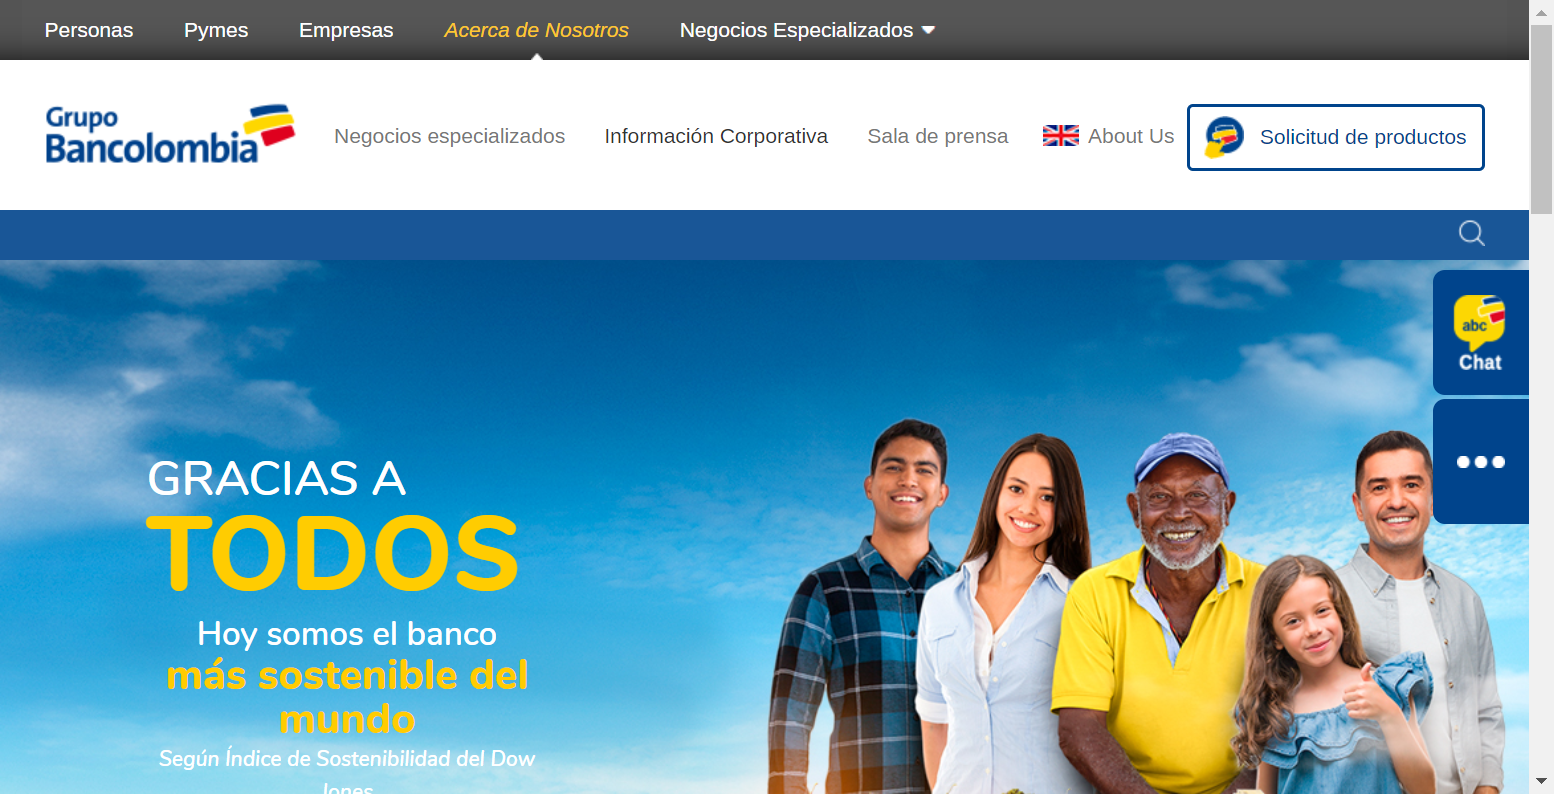 Personas Pymes Empresas Acerca de Nosotros Negocios Especializados
Grupo
Bancolombia
Negocios especializados Información Corporativa Sala de prensa About Us Solicitud de productos
abc
Chat
GRACIAS A
TODOS
Hoy somos el banco
más sostenible del
mundo
Según Índice de Sostenibilidad del Dow
Jones